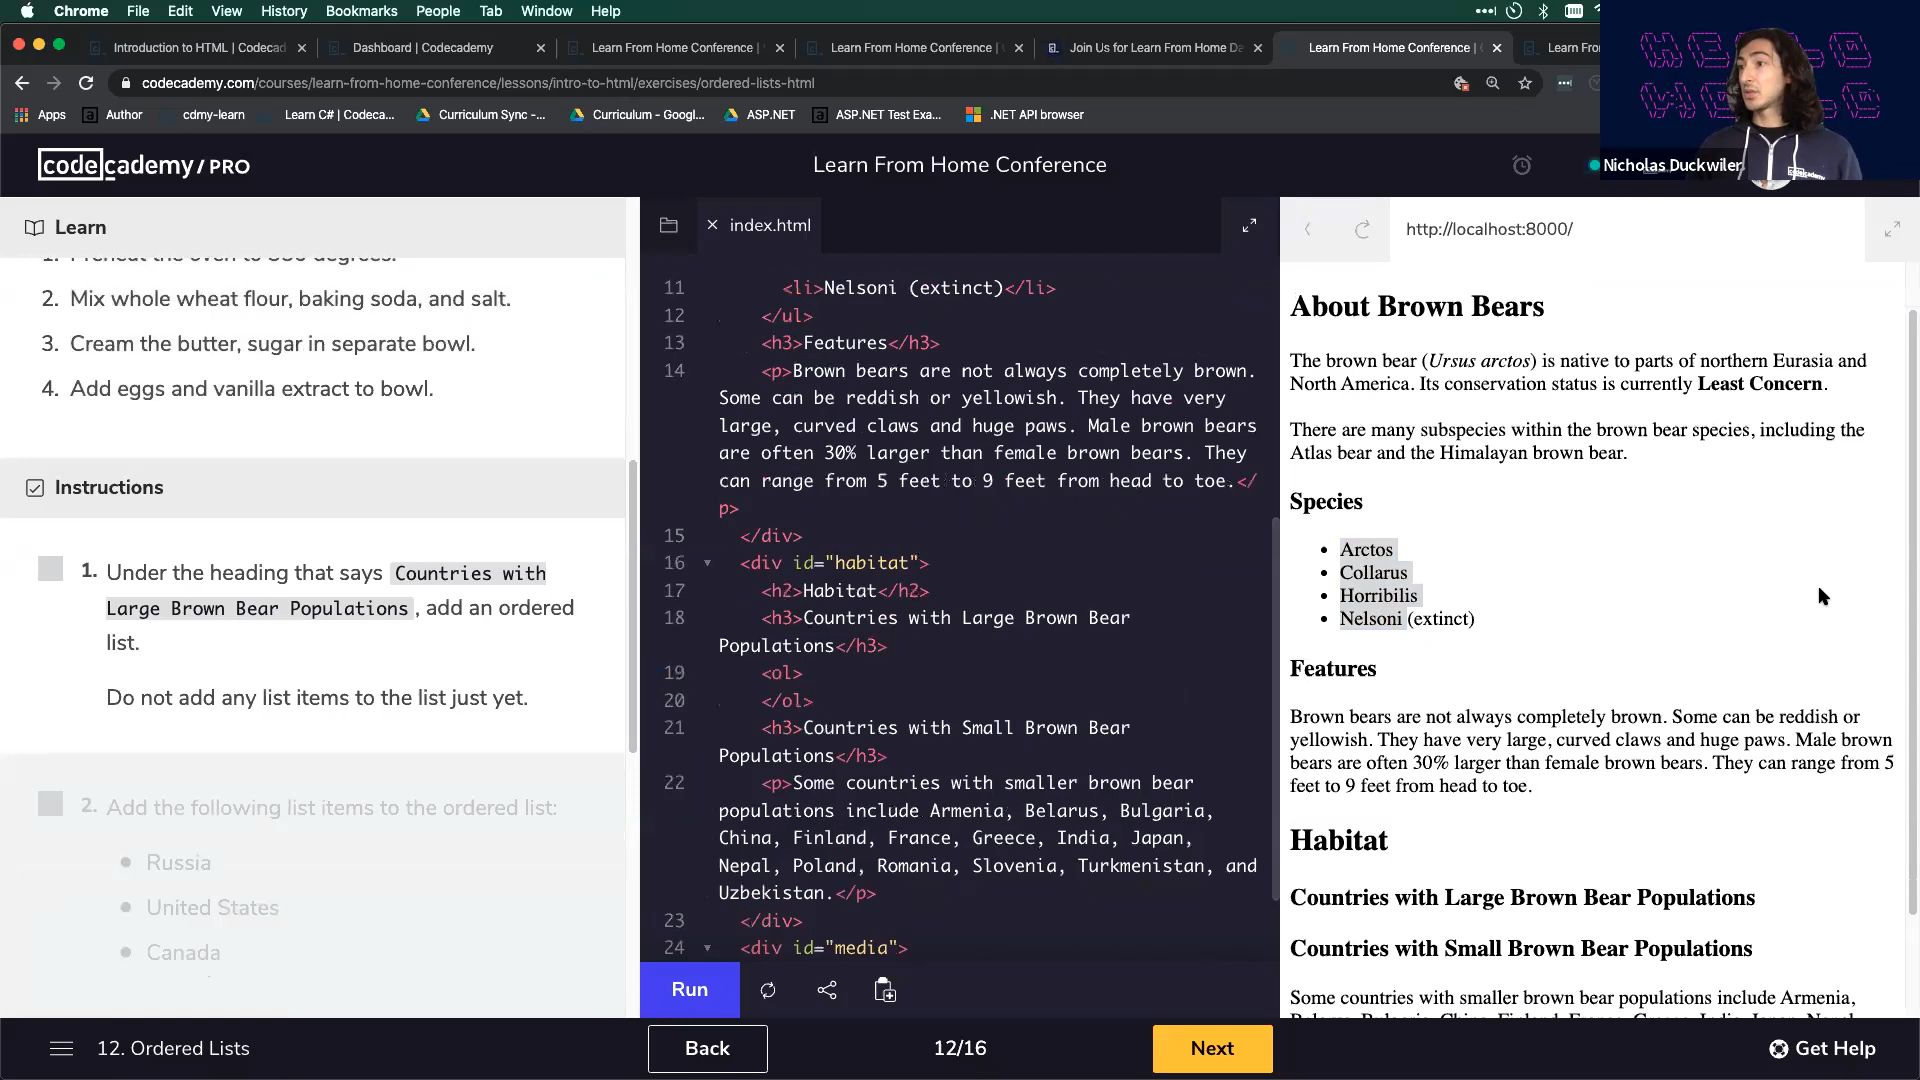 Chrome File Edit View History Bookmarks People Tab Window Help
Introduction to HTML | Codecad
Dashboard | Codecademy
Learn From Home Conference |
Learn From Home Conference |
Join Us for Learn From Home Da
Learn From Home Conference |
Learn From
codecademy.com/courses/learn-from-home-conference/lessons/intro-to-html/exercises/ordered-lists-html
Apps Author cdmy-learn Learn C# | Codeca... Curriculum Sync -... Curriculum - Googl... ASP.NET ASP.NET Test Exa... .NET API browser
Nicholas Duckwiler
codecademy / PRO
Learn From Home Conference
Learn
1. Preheat the oven to 350 degrees.
2. Mix whole wheat flour, baking soda, and salt.
3. Cream the butter, sugar in separate bowl.
4. Add eggs and vanilla extract to bowl.
Instructions
1. Under the heading that says Countries with
Large Brown Bear Populations, add an ordered
list.
Do not add any list items to the list just yet.
2. Add the following list items to the ordered list:
Russia
United States
Canada
index.html
11 <li>Nelsoni (extinct)</li>
12 </ul>
13 <h3>Features</h3>
14 <p>Brown bears are not always completely brown.
Some can be reddish or yellowish. They have very
large, curved claws and huge paws. Male brown bears
are often 30% larger than female brown bears. They
can range from 5 feet to 9 feet from head to toe.</
p>
15 </div>
16 <div id="habitat">
17 <h2>Habitat</h2>
18 <h3>Countries with Large Brown Bear
Populations</h3>
19 <ol>
20 </ol>
21 <h3>Countries with Small Brown Bear
Populations</h3>
22 <p>Some countries with smaller brown bear
populations include Armenia, Belarus, Bulgaria,
China, Finland, France, Greece, India, Japan,
Nepal, Poland, Romania, Slovenia, Turkmenistan, and
Uzbekistan.</p>
23 </div>
24 <div id="media">
Run
http://localhost:8000/
About Brown Bears
The brown bear (Ursus arctos) is native to parts of northern Eurasia and
North America. Its conservation status is currently Least Concern.
There are many subspecies within the brown bear species, including the
Atlas bear and the Himalayan brown bear.
Species
• Arctos
• Collarus
• Horribilis
• Nelsoni (extinct)
Features
Brown bears are not always completely brown. Some can be reddish or
yellowish. They have very large, curved claws and huge paws. Male brown
bears are often 30% larger than female brown bears. They can range from 5
feet to 9 feet from head to toe.
Habitat
Countries with Large Brown Bear Populations
Countries with Small Brown Bear Populations
Some countries with smaller brown bear populations include Armenia,
12. Ordered Lists
Back
12/16
Next
Get Help